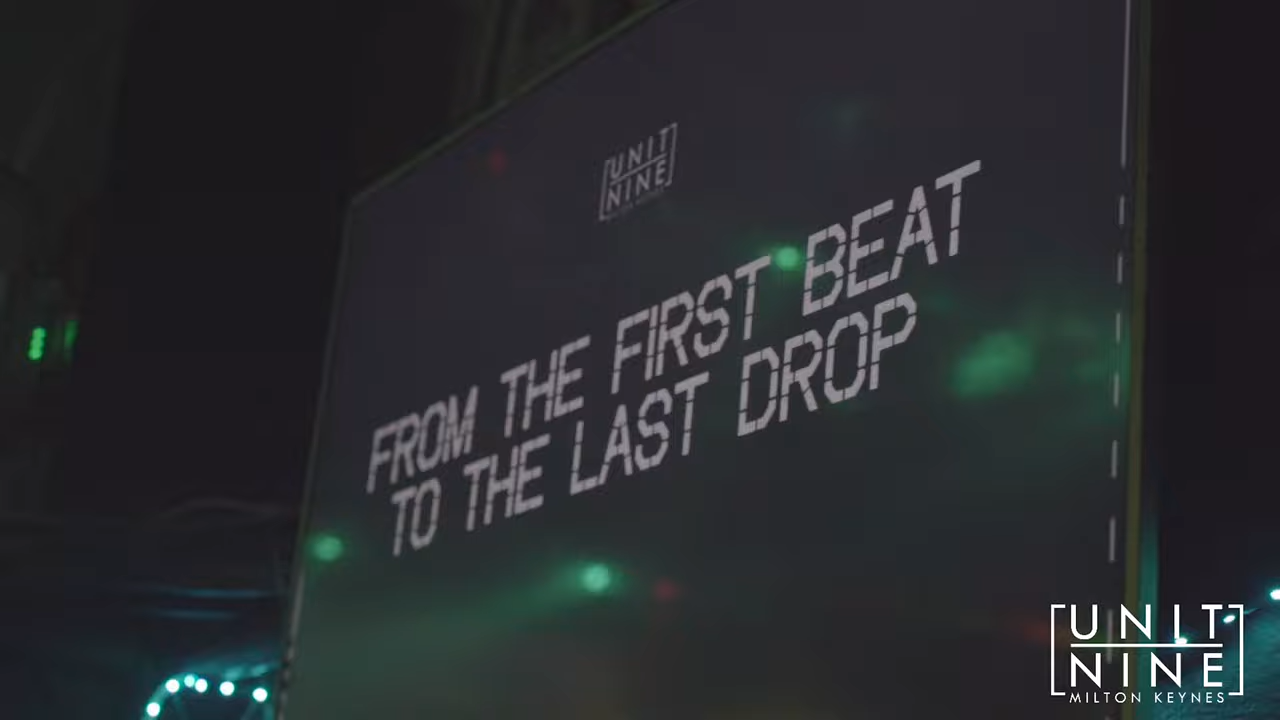 UNIT
NINE
FROM THE FIRST BEAT
TO THE LAST DROP
UNIT
NINE
MILTON KEYNES